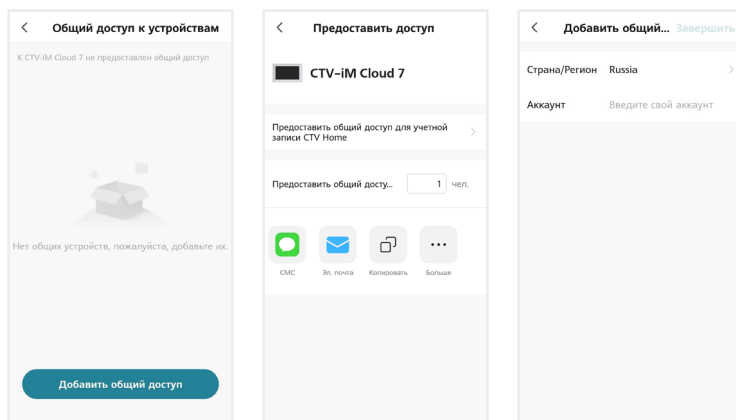 Общий доступ к устройствам
К CTV-iM Cloud 7 не предоставлен общий доступ
Нет общих устройств, пожалуйста, добавьте их.
Добавить общий доступ
Предоставить доступ
CTV-iM Cloud 7
Предоставить общий доступ для учетной
записи CTV Home
Предоставить общий досту... 1 чел.
СМС Эл. почта Копировать Больше
Добавить общий... Завершить
Страна/Регион Russia
Аккаунт Введите свой аккаунт